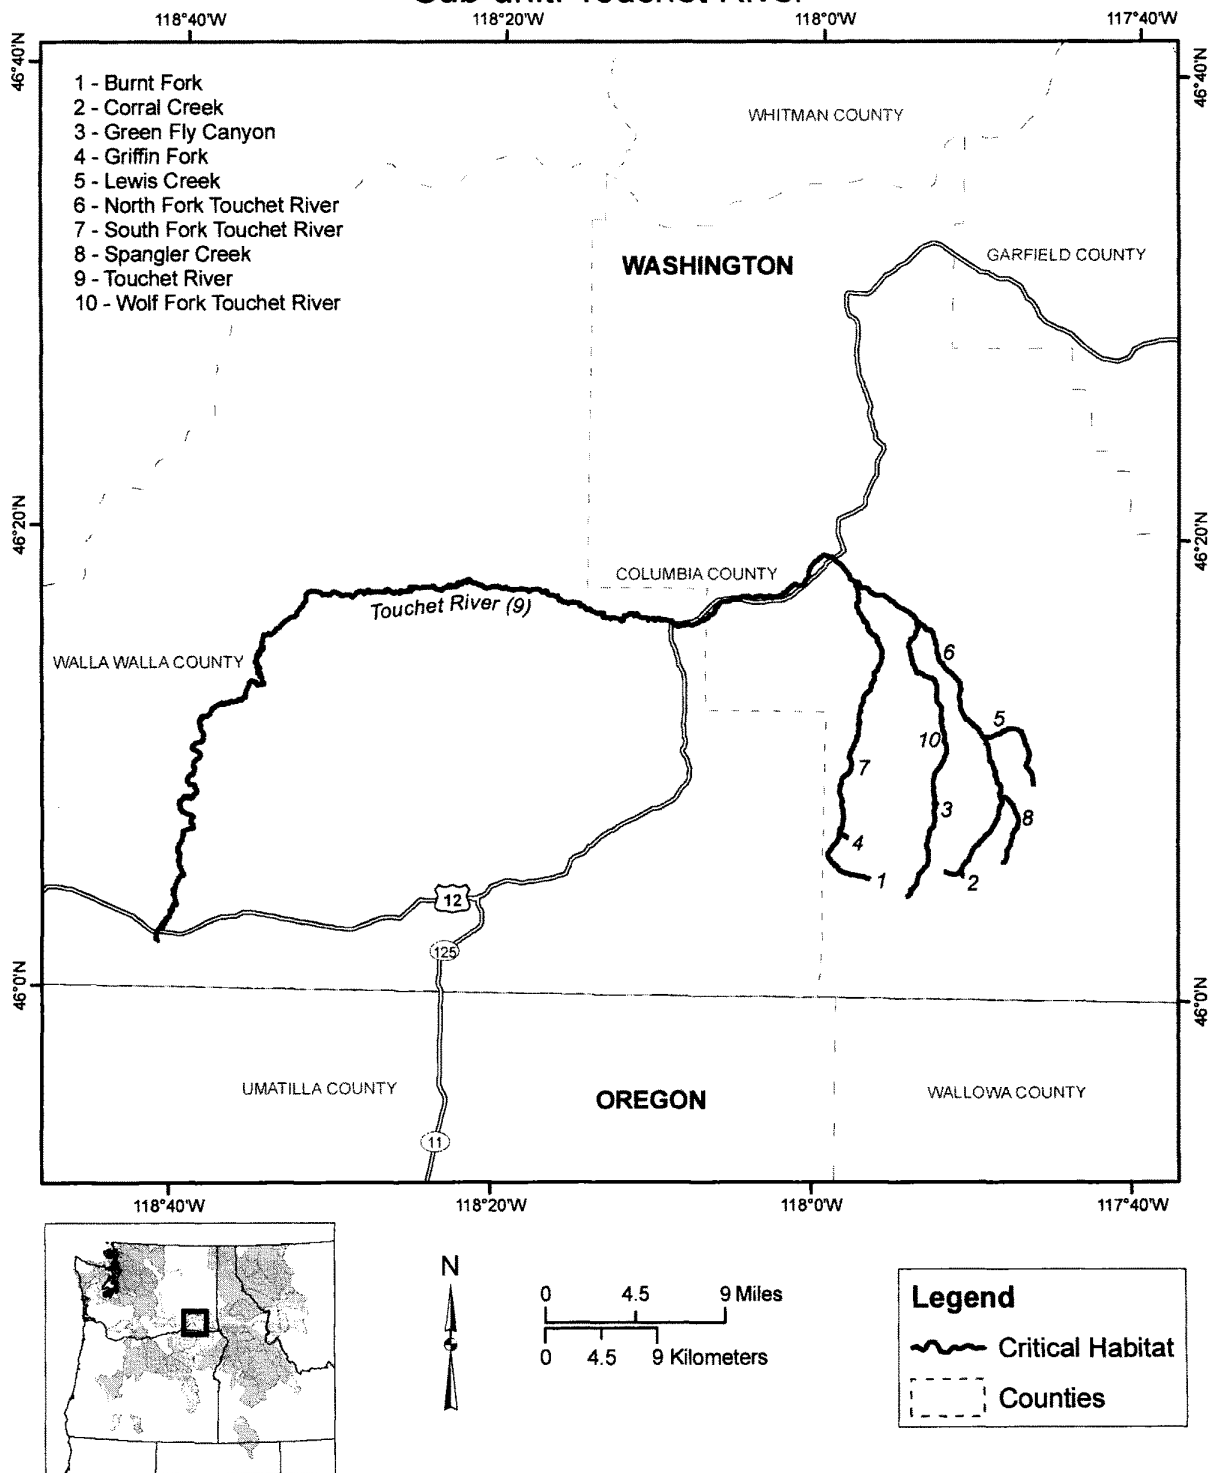 Sub-unit: Touchet River
118°40'W 118°20'W 118°0'W 117°40'W
46°40'N
46°40'N
1 - Burnt Fork
2 - Corral Creek
3 - Green Fly Canyon
4 - Griffin Fork
5 - Lewis Creek
6 - North Fork Touchet River
7 - South Fork Touchet River
8 - Spangler Creek
9 - Touchet River
10 - Wolf Fork Touchet River
WHITMAN COUNTY
WASHINGTON
GARFIELD COUNTY
46°20'N
46°20'N
COLUMBIA COUNTY
Touchet River (9)
WALLA WALLA COUNTY
6
5
10
7
3
8
4
1
2
12
125
46°0'N
46°0'N
UMATILLA COUNTY
OREGON
WALLOWA COUNTY
11
118°40'W 118°20'W 118°0'W 117°40'W
N
0 4.5 9 Miles
0 4.5 9 Kilometers
Legend
Critical Habitat
Counties